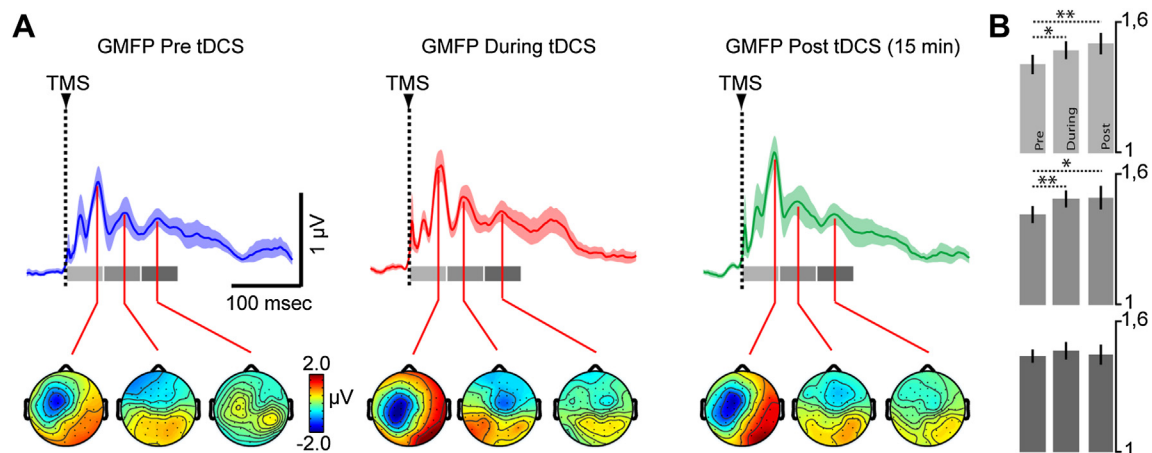 A
GMFP Pre tDCS
GMFP During tDCS
GMFP Post tDCS (15 min)
TMS
TMS
TMS
1 µV
100 msec
2.0
µV
-2.0
B
**
*
1,6
Pre
During
Post
1
*
**
1,6
1
1,6
1